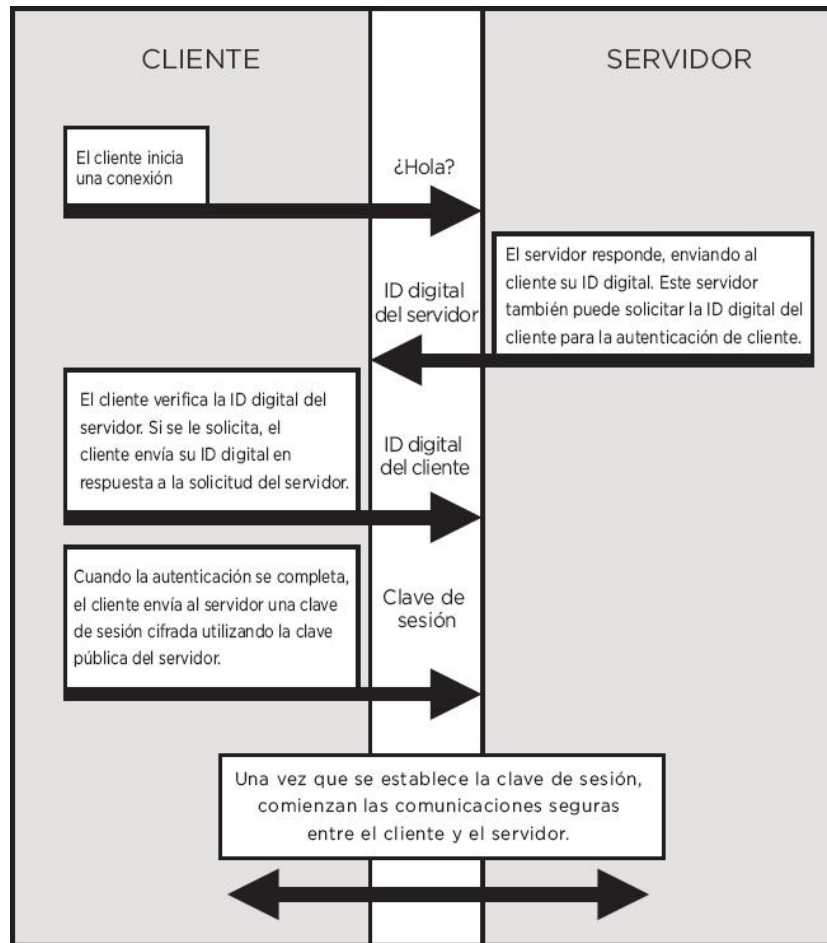 CLIENTE
SERVIDOR
El cliente inicia
una conexión
¿Hola?
El servidor responde, enviando al
cliente su ID digital. Este servidor
también puede solicitar la ID digital del
cliente para la autenticación de cliente.
ID digital
del servidor
El cliente verifica la ID digital del
servidor. Si se le solicita, el
cliente envía su ID digital en
respuesta a la solicitud del servidor.
ID digital
del cliente
Cuando la autenticación se completa,
el cliente envía al servidor una clave
de sesión cifrada utilizando la clave
pública del servidor.
Clave de
sesión
Una vez que se establece la clave de sesión,
comienzan las comunicaciones seguras
entre el cliente y el servidor.